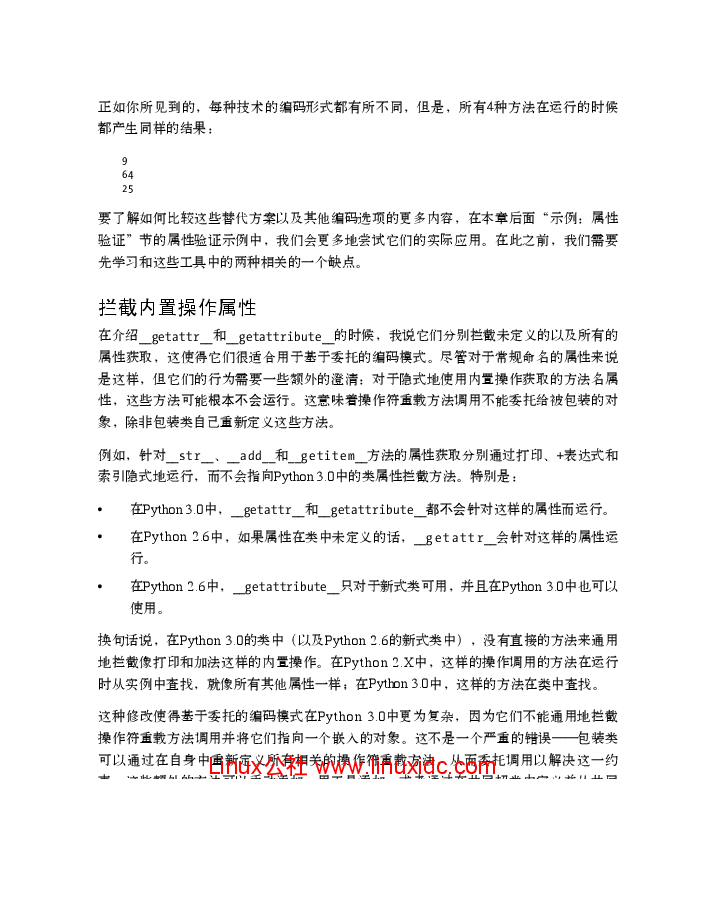 正如你所见到的，每种技术的编码形式都有所不同，但是，所有4种方法在运行的时候
都产生同样的结果：
9
64
25
要了解如何比较这些替代方案以及其他编码选项的更多内容，在本章后面“示例：属性
验证”节的属性验证示例中，我们会更多地尝试它们的实际应用。在此之前，我们需要
先学习和这些工具中的两种相关的一个缺点。
拦截内置操作属性
在介绍__getattr__和__getattribute__的时候，我说它们分别拦截未定义的以及所有的
属性获取，这使得它们很适合用于基于委托的编码模式。尽管对于常规命名的属性来说
是这样，但它们的行为需要一些额外的澄清：对于隐式地使用内置操作获取的方法名属
性，这些方法可能根本不会运行。这意味着操作符重载方法调用不能委托给被包装的对
象，除非包装类自己重新定义这些方法。
例如，针对__str__、__add__和__getitem__方法的属性获取分别通过打印、+表达式和
索引隐式地运行，而不会指向Python 3.0中的类属性拦截方法。特别是：
• 在Python 3.0中，__getattr__和__getattribute__都不会针对这样的属性而运行。
• 在Python 2.6中，如果属性在类中未定义的话，__getattr__会针对这样的属性运
行。
• 在Python 2.6中，__getattribute__只对于新式类可用，并且在Python 3.0中也可以
使用。
换句话说，在Python 3.0的类中（以及Python 2.6的新式类中），没有直接的方法来通用
地拦截像打印和加法这样的内置操作。在Python 2.X中，这样的操作调用的方法在运行
时从实例中查找，就像所有其他属性一样；在Python 3.0中，这样的方法在类中查找。
这种修改使得基于委托的编码模式在Python 3.0中更为复杂，因为它们不能通用地拦截
操作符重载方法调用并将它们指向一个嵌入的对象。这不是一个严重的错误——包装类
可以通过在自身中重新定义所有相关的操作符重载方法，从而委托调用以解决这一约
Linux公社 www.linuxidc.com